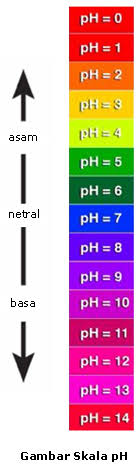 pH = 0
pH = 1
pH = 2
pH = 3
asam
pH = 4
pH = 5
pH = 6
netral
pH = 7
pH = 8
pH = 9
basa
pH = 10
pH = 11
pH = 12
pH = 13
pH = 14
Gambar Skala pH